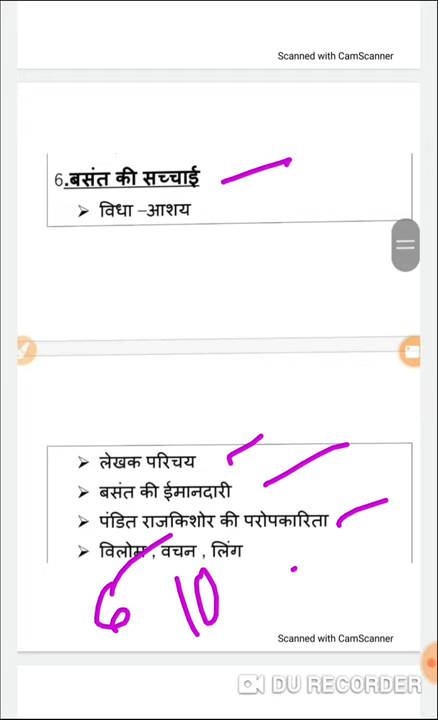 Scanned with CamScanner
6.बसंत की सच्चाई
➢ विधा –आशय
➢ लेखक परिचय
➢ बसंत की ईमानदारी
➢ पंडित राजकिशोर की परोपकारिता
➢ विलोम , वचन , लिंग
6 10
Scanned with CamScanner
DU RECORDER